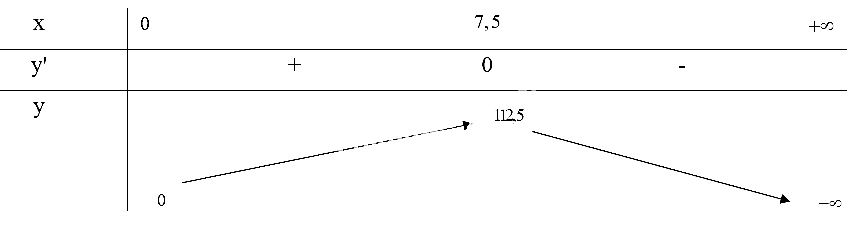 x 0 7,5 +∞
y' + 0 -
y 112,5
0 −∞